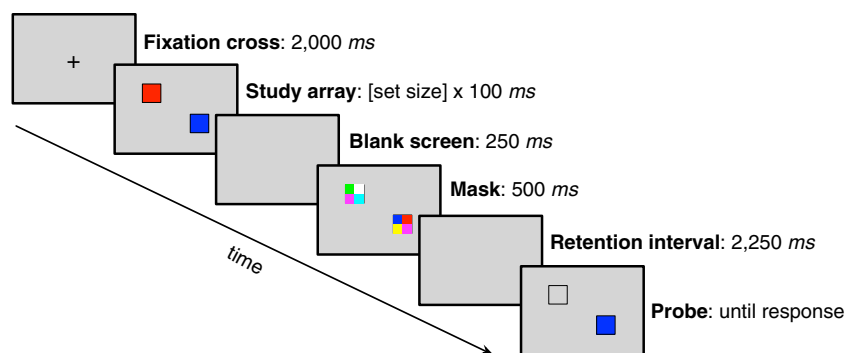 Fixation cross: 2,000 ms
Study array: [set size] x 100 ms
Blank screen: 250 ms
Mask: 500 ms
Retention interval: 2,250 ms
time
Probe: until response